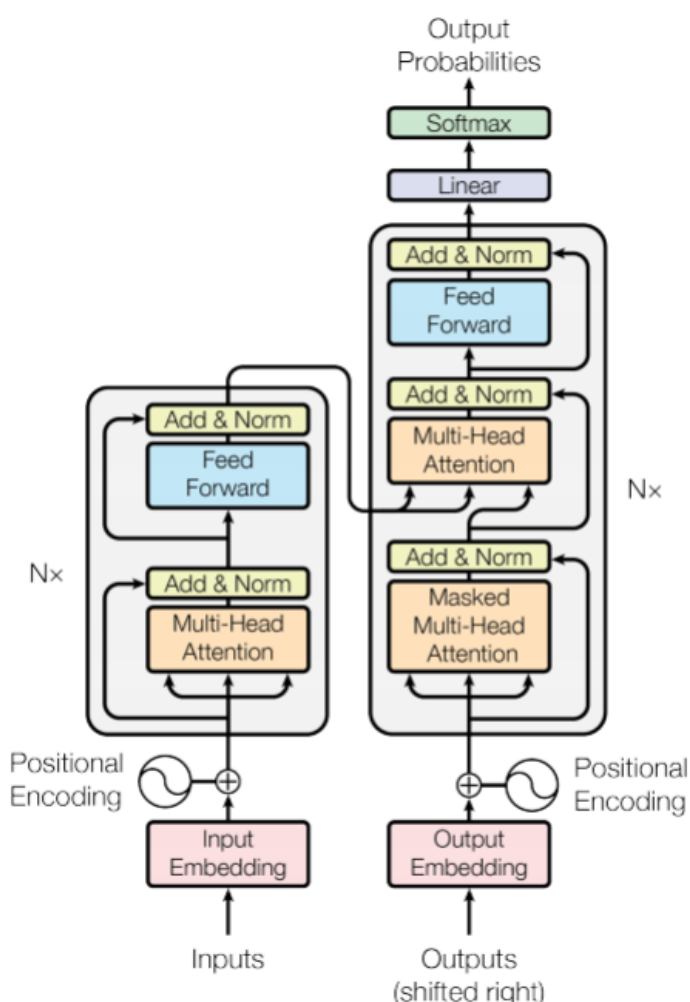 Output
Probabilities
Softmax
Linear
Add & Norm
Feed
Forward
Add & Norm
Multi-Head
Attention
Nx
Add & Norm
Masked
Multi-Head
Attention
Add & Norm
Feed
Forward
Nx
Add & Norm
Multi-Head
Attention
Positional
Encoding
Positional
Encoding
Input
Embedding
Output
Embedding
Inputs
Outputs
(shifted right)